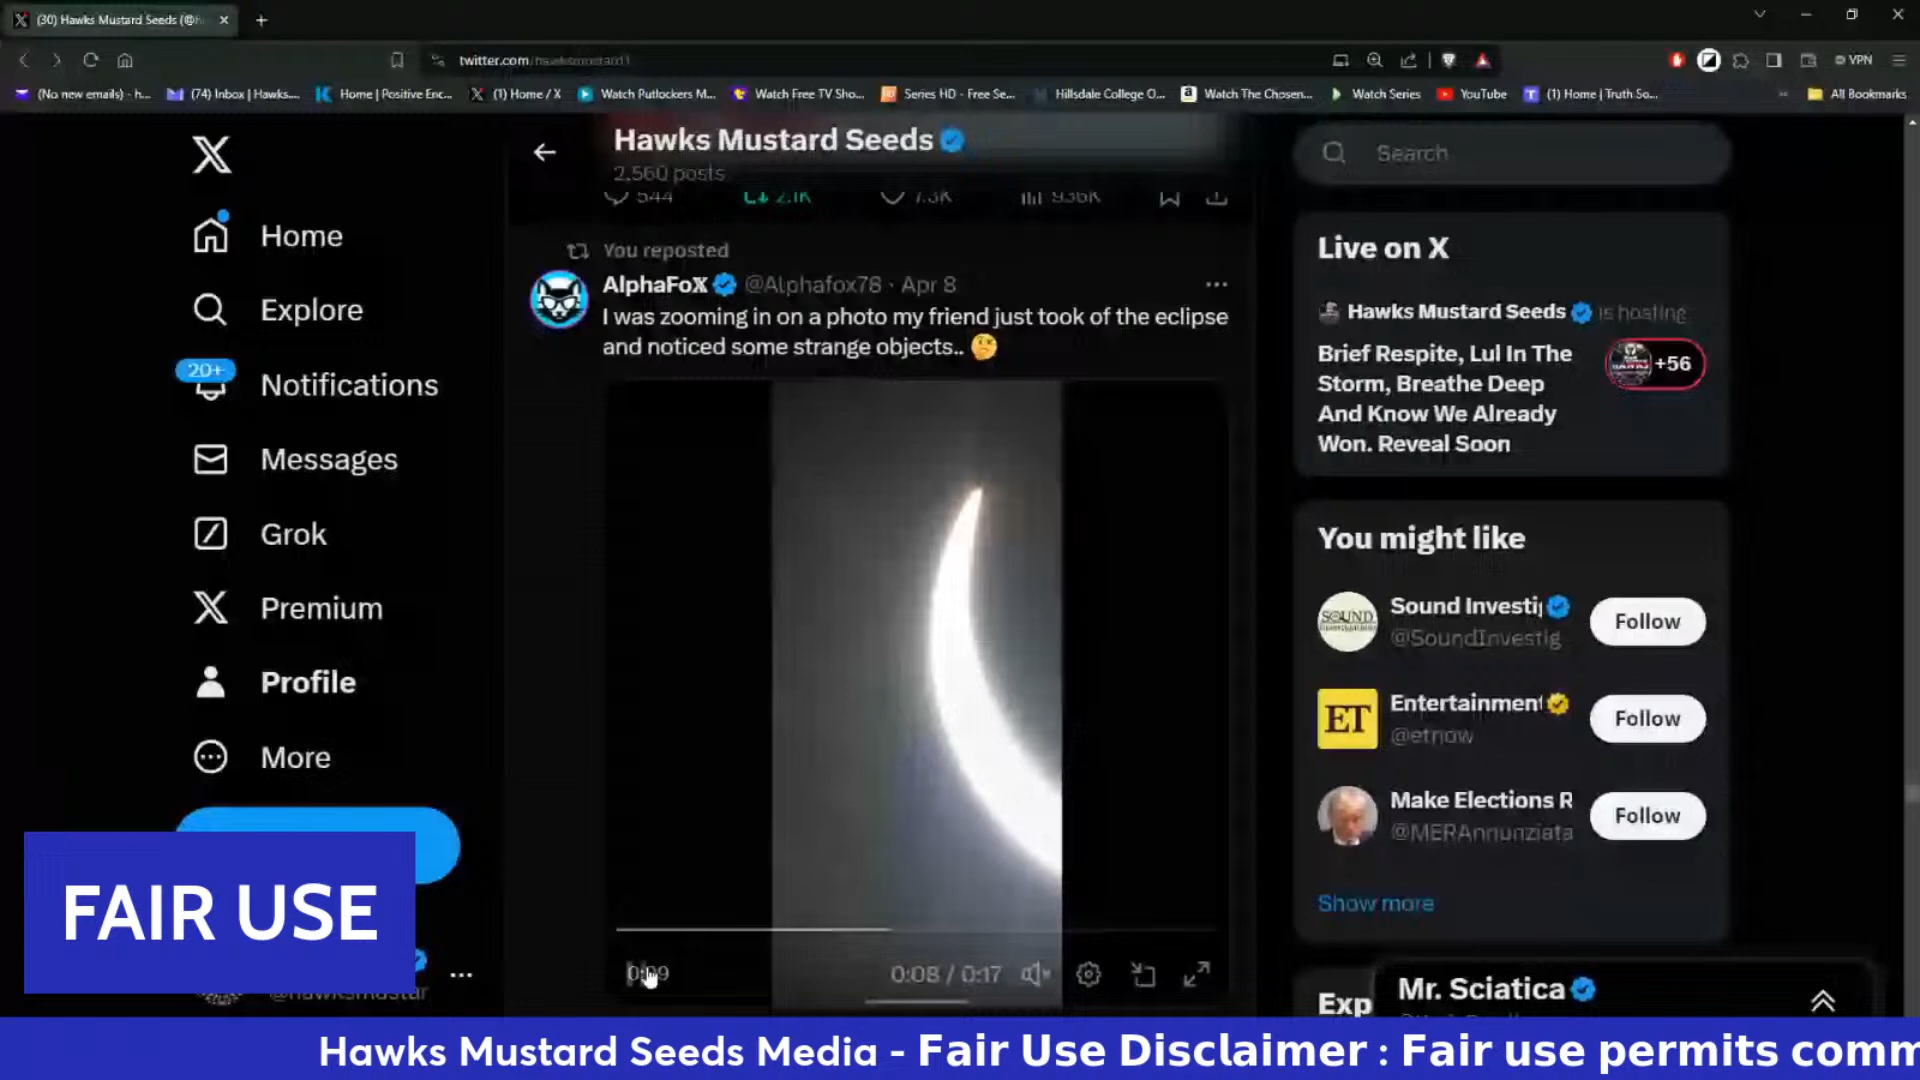 (30) Hawks Mustard Seeds (@h
twitter.com/hawksmustard1
VPN
(No new emails) - h...
(74) Inbox | Hawks....
Home | Positive Enc...
(1) Home / X
Watch Putlockers M...
Watch Free TV Sho...
Series HD - Free Se...
Hillsdale College O...
Watch The Chosen...
Watch Series
YouTube
(1) Home | Truth So...
All Bookmarks
Home
Explore
20+
Notifications
Messages
Grok
Premium
Profile
More
Hawks Mustard Seeds
2,560 posts
544 2.1K 7.3K 936K
You reposted
AlphaFoX @Alphafox78 · Apr 8
I was zooming in on a photo my friend just took of the eclipse
and noticed some strange objects..
0:08 / 0:17
Search
Live on X
Hawks Mustard Seeds is hosting
Brief Respite, Lul In The
Storm, Breathe Deep
And Know We Already
Won. Reveal Soon
+56
You might like
SOUND
Sound Investi
@SoundInvestig
Follow
ET
Entertainment
@etnow
Follow
Make Elections R
@MERAnnunziata
Follow
Show more
Exp
Mr. Sciatica
FAIR USE
@hawksmustar
Hawks Mustard Seeds Media - Fair Use Disclaimer : Fair use permits comm